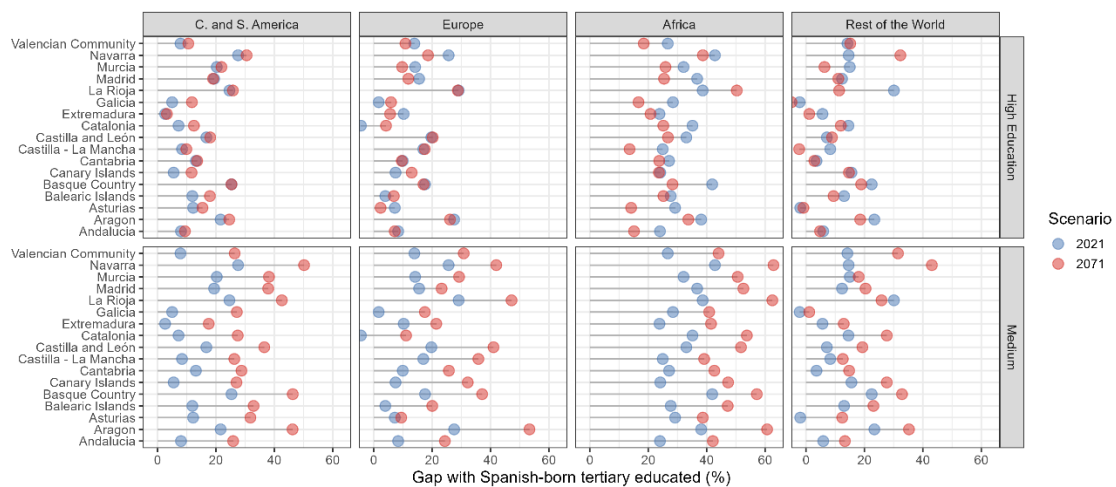 C. and S. America
Europe
Africa
Rest of the World
Valencian Community
Navarra
Murcia
Madrid
La Rioja
Galicia
Extremadura
Catalonia
Castilla and León
Castilla - La Mancha
Cantabria
Canary Islands
Basque Country
Balearic Islands
Asturias
Aragon
Andalucia
High Education
Valencian Community
Navarra
Murcia
Madrid
La Rioja
Galicia
Extremadura
Catalonia
Castilla and León
Castilla - La Mancha
Cantabria
Canary Islands
Basque Country
Balearic Islands
Asturias
Aragon
Andalucia
Medium
0 20 40 60 0 20 40 60 0 20 40 60 0 20 40 60
Gap with Spanish-born tertiary educated (%)
Scenario
2021
2071